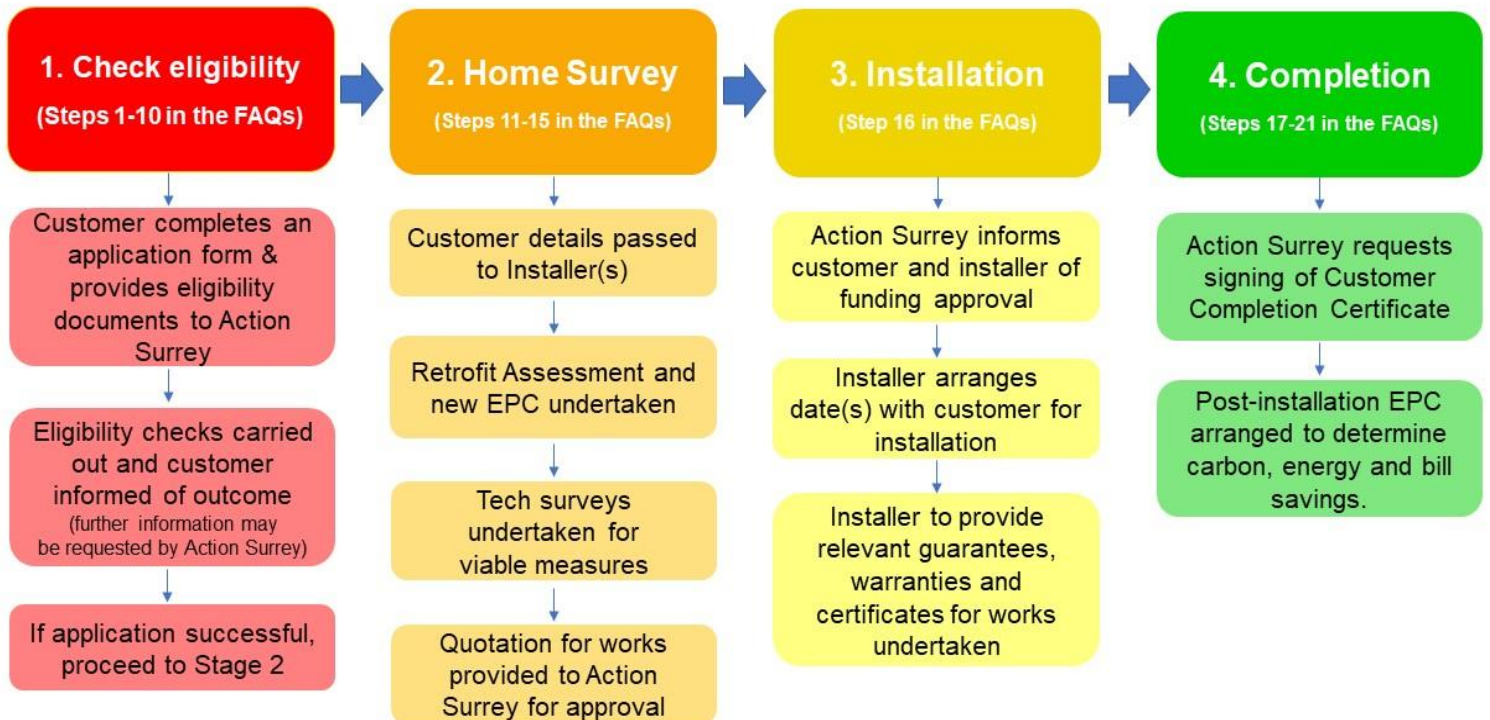 1. Check eligibility
(Steps 1-10 in the FAQs)
Customer completes an
application form &
provides eligibility
documents to Action
Surrey
Eligibility checks carried
out and customer
informed of outcome
(further information may
be requested by Action Surrey)
If application successful,
proceed to Stage 2
2. Home Survey
(Steps 11-15 in the FAQs)
Customer details passed
to Installer(s)
Retrofit Assessment and
new EPC undertaken
Tech surveys
undertaken for
viable measures
Quotation for works
provided to Action
Surrey for approval
3. Installation
(Step 16 in the FAQs)
Action Surrey informs
customer and installer of
funding approval
Installer arranges
date(s) with customer for
installation
Installer to provide
relevant guarantees,
warranties and
certificates for works
undertaken
4. Completion
(Steps 17-21 in the FAQs)
Action Surrey requests
signing of Customer
Completion Certificate
Post-installation EPC
arranged to determine
carbon, energy and bill
savings.